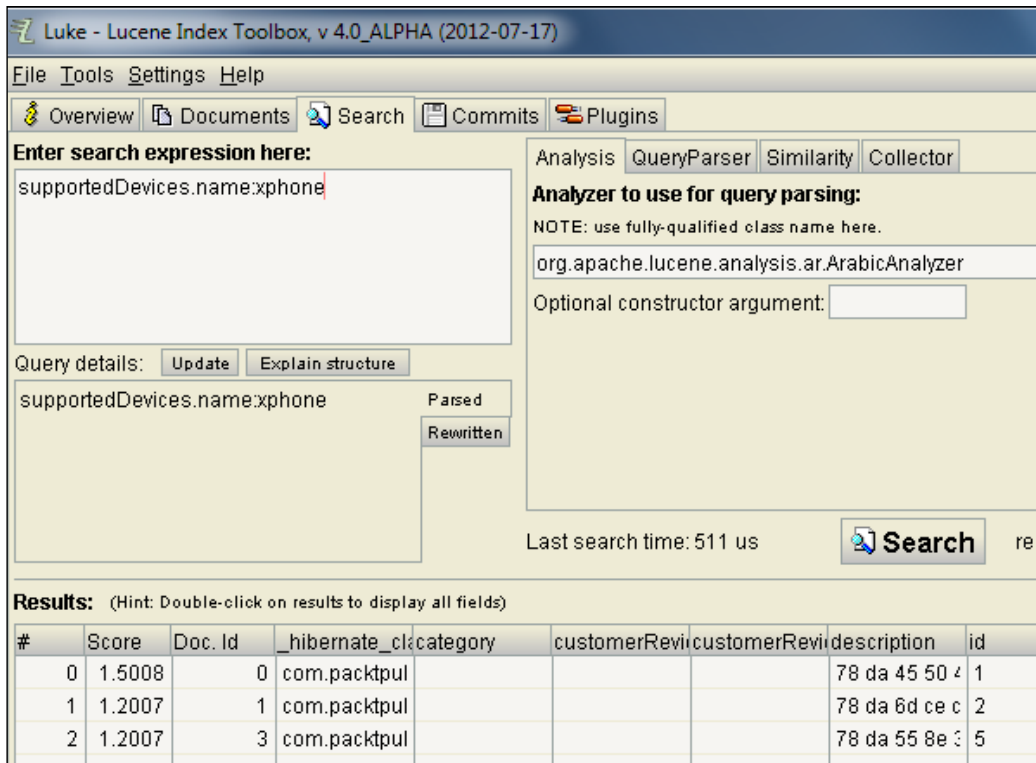 Luke - Lucene Index Toolbox, v 4.0_ALPHA (2012-07-17)
File Tools Settings Help
Overview Documents Search Commits Plugins
Enter search expression here:
supportedDevices.name:xphone
Analysis QueryParser Similarity Collector
Analyzer to use for query parsing:
NOTE: use fully-qualified class name here.
org.apache.lucene.analysis.ar.ArabicAnalyzer
Optional constructor argument:
Query details: Update Explain structure
supportedDevices.name:xphone
Parsed
Rewritten
Last search time: 511 us
Search
re
Results: (Hint: Double-click on results to display all fields)
# Score Doc. Id _hibernate_cla category customerRevi customerRevi description id
0 1.5008 0 com.packtpul 78 da 45 50 1
1 1.2007 1 com.packtpul 78 da 6d ce c 2
2 1.2007 3 com.packtpul 78 da 55 8e 5